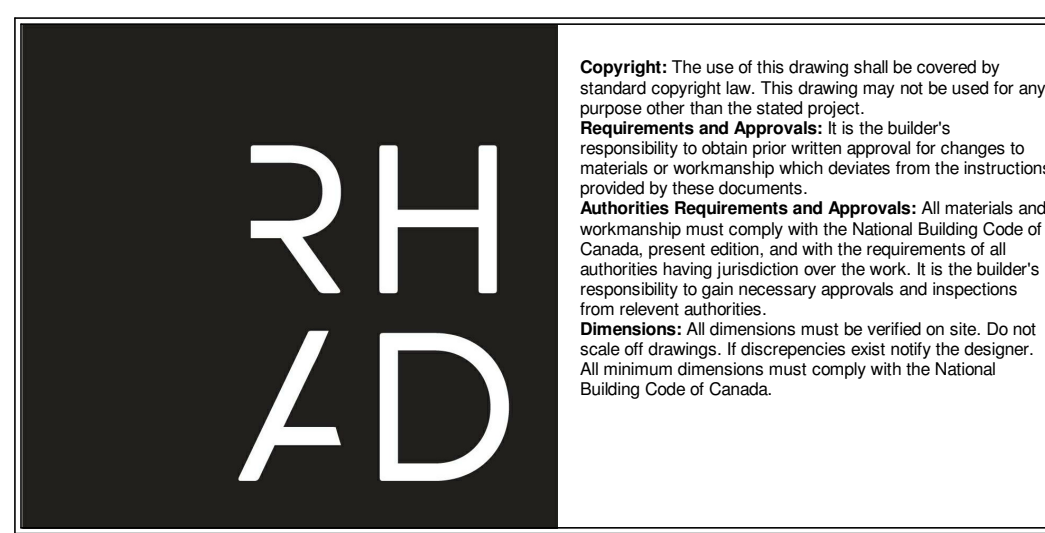 RH
AD
Copyright: The use of this drawing shall be covered by
standard copyright law. This drawing may not be used for any
purpose other than the stated project.
Requirements and Approvals: It is the builder's
responsibility to obtain prior written approval for changes to
materials or workmanship which deviates from the instructions
provided by these documents.
Authorities Requirements and Approvals: All materials and
workmanship must comply with the National Building Code of
Canada, present edition, and with the requirements of all
authorities having jurisdiction over the work. It is the builder's
responsibility to gain necessary approvals and inspections
from relevent authorities.
Dimensions: All dimensions must be verified on site. Do not
scale off drawings. If discrepencies exist notify the designer.
All minimum dimensions must comply with the National
Building Code of Canada.